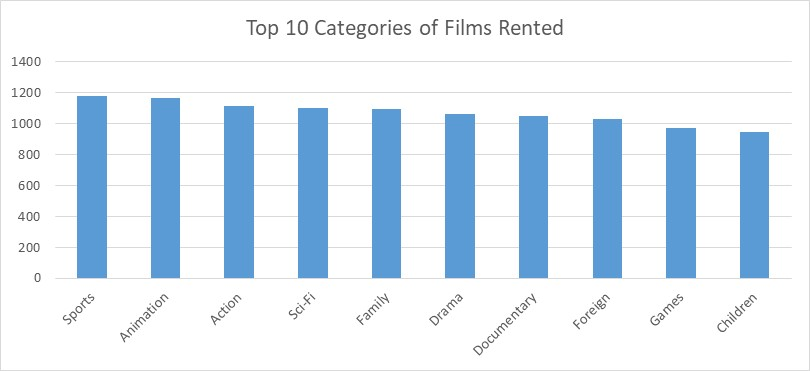 Top 10 Categories of Films Rented
1400
1200
1000
800
600
400
200
0
Sports
Animation
Action
Sci-Fi
Family
Drama
Documentary
Foreign
Games
Children